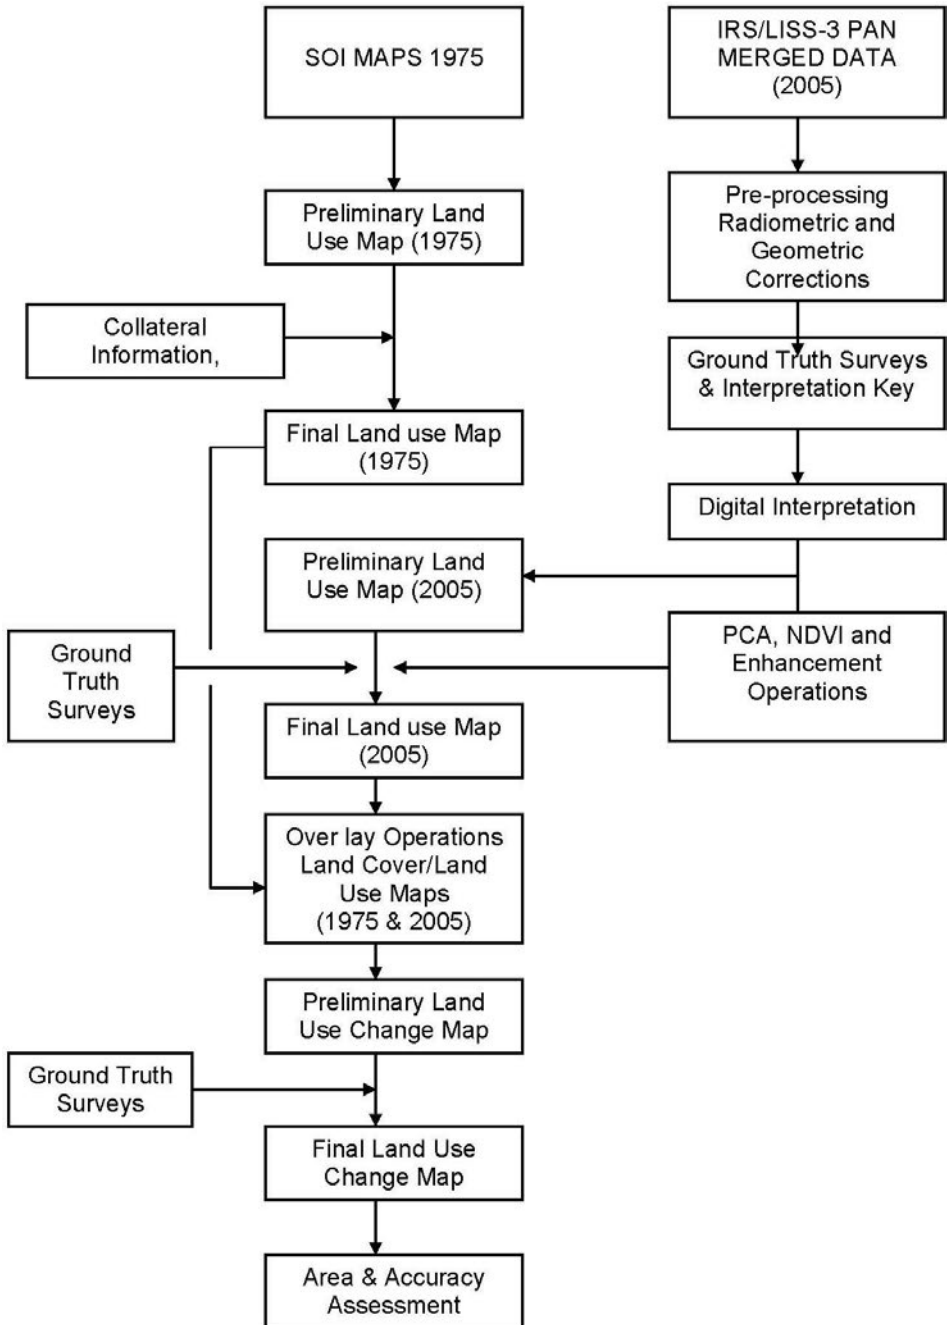 SOI MAPS 1975
IRS/LISS-3 PAN
MERGED DATA
(2005)
Preliminary Land
Use Map (1975)
Pre-processing
Radiometric and
Geometric
Corrections
Collateral
Information,
Ground Truth Surveys
& Interpretation Key
Final Land use Map
(1975)
Digital Interpretation
Preliminary Land
Use Map (2005)
PCA, NDVI and
Enhancement
Operations
Ground
Truth
Surveys
Final Land use Map
(2005)
Over lay Operations
Land Cover/Land
Use Maps
(1975 & 2005)
Preliminary Land
Use Change Map
Ground Truth
Surveys
Final Land Use
Change Map
Area & Accuracy
Assessment